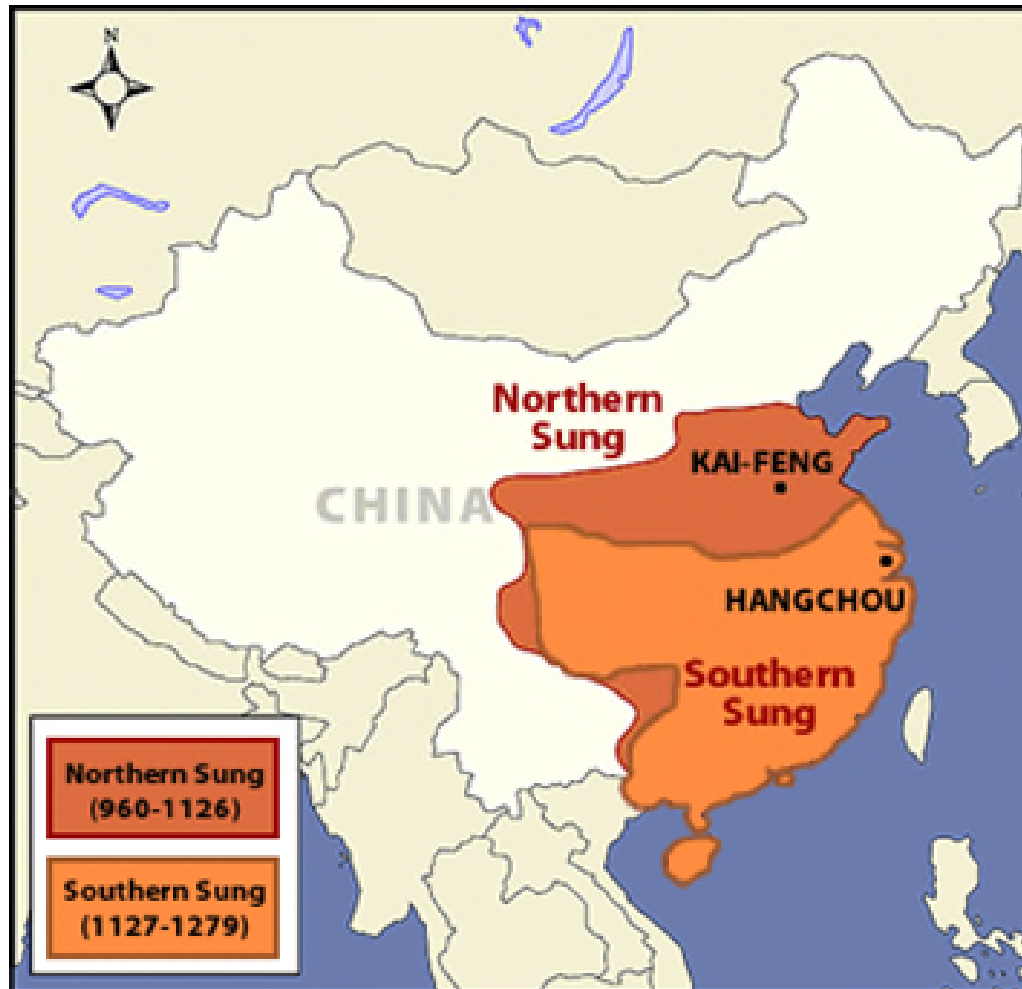 N
Northern
Sung
KAI-FENG
CHINA
HANGCHOU
Southern
Sung
Northern Sung
(960-1126)
Southern Sung
(1127-1279)